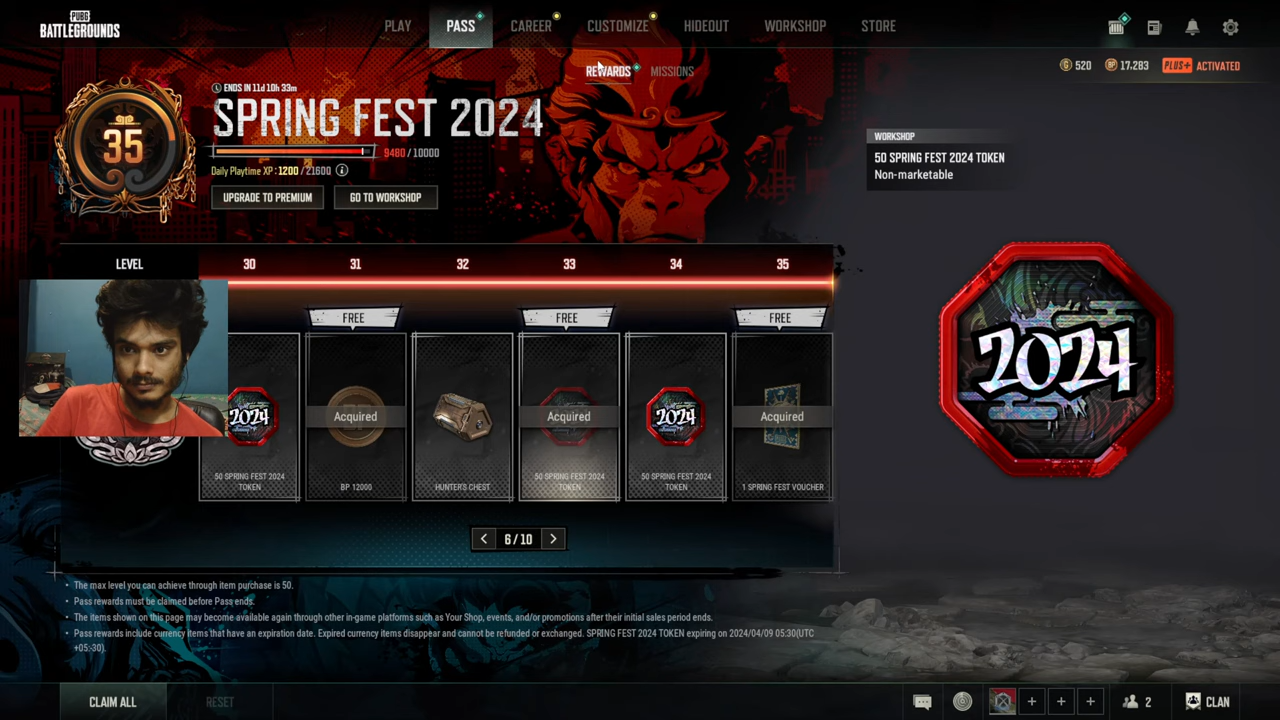 PUBG
BATTLEGROUNDS
PLAY
PASS
CAREER
CUSTOMIZE
HIDEOUT
WORKSHOP
STORE
REWARDS
MISSIONS
G 520
BP 17,283
PLUS+ ACTIVATED
35
ENDS IN 11d 10h 33m
SPRING FEST 2024
9480 / 10000
Daily Playtime XP : 1200 / 21600
UPGRADE TO PREMIUM
GO TO WORKSHOP
WORKSHOP
50 SPRING FEST 2024 TOKEN
Non-marketable
LEVEL
30
31
32
33
34
35
FREE
FREE
FREE
2024
Acquired
Acquired
2024
Acquired
2024
50 SPRING FEST 2024
TOKEN
BP 12000
HUNTER'S CHEST
50 SPRING FEST 2024
TOKEN
50 SPRING FEST 2024
TOKEN
1 SPRING FEST VOUCHER
< 6 / 10 >
• The max level you can achieve through item purchase is 50.
• Pass rewards must be claimed before Pass ends.
• The items shown on this page may become available again through other in-game platforms such as Your Shop, events, and/or promotions after their initial sales period ends.
• Pass rewards include currency items that have an expiration date. Expired currency items disappear and cannot be refunded or exchanged. SPRING FEST 2024 TOKEN expiring on 2024/04/09 05:30(UTC
+05:-30).
CLAIM ALL
RESET
2
CLAN